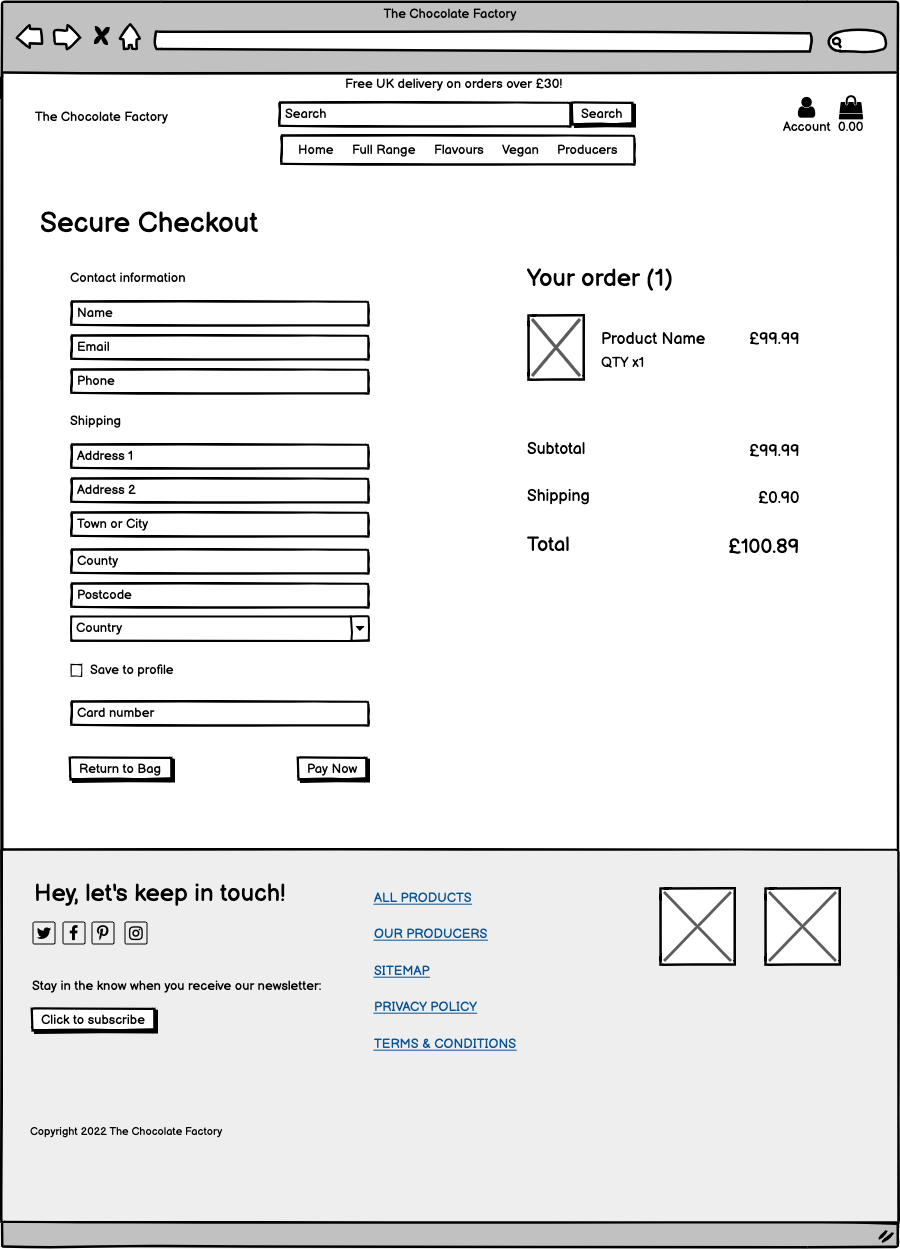 The Chocolate Factory
Free UK delivery on orders over £30!
The Chocolate Factory
Search Search
Account 0.00
Home Full Range Flavours Vegan Producers
Secure Checkout
Contact information
Name
Email
Phone
Shipping
Address 1
Address 2
Town or City
County
Postcode
Country
Save to profile
Card number
Return to Bag Pay Now
Your order (1)
Product Name £99.99
QTY x1
Subtotal £99.99
Shipping £0.90
Total £100.89
Hey, let's keep in touch!
Stay in the know when you receive our newsletter:
Click to subscribe
ALL PRODUCTS
OUR PRODUCERS
SITEMAP
PRIVACY POLICY
TERMS & CONDITIONS
Copyright 2022 The Chocolate Factory